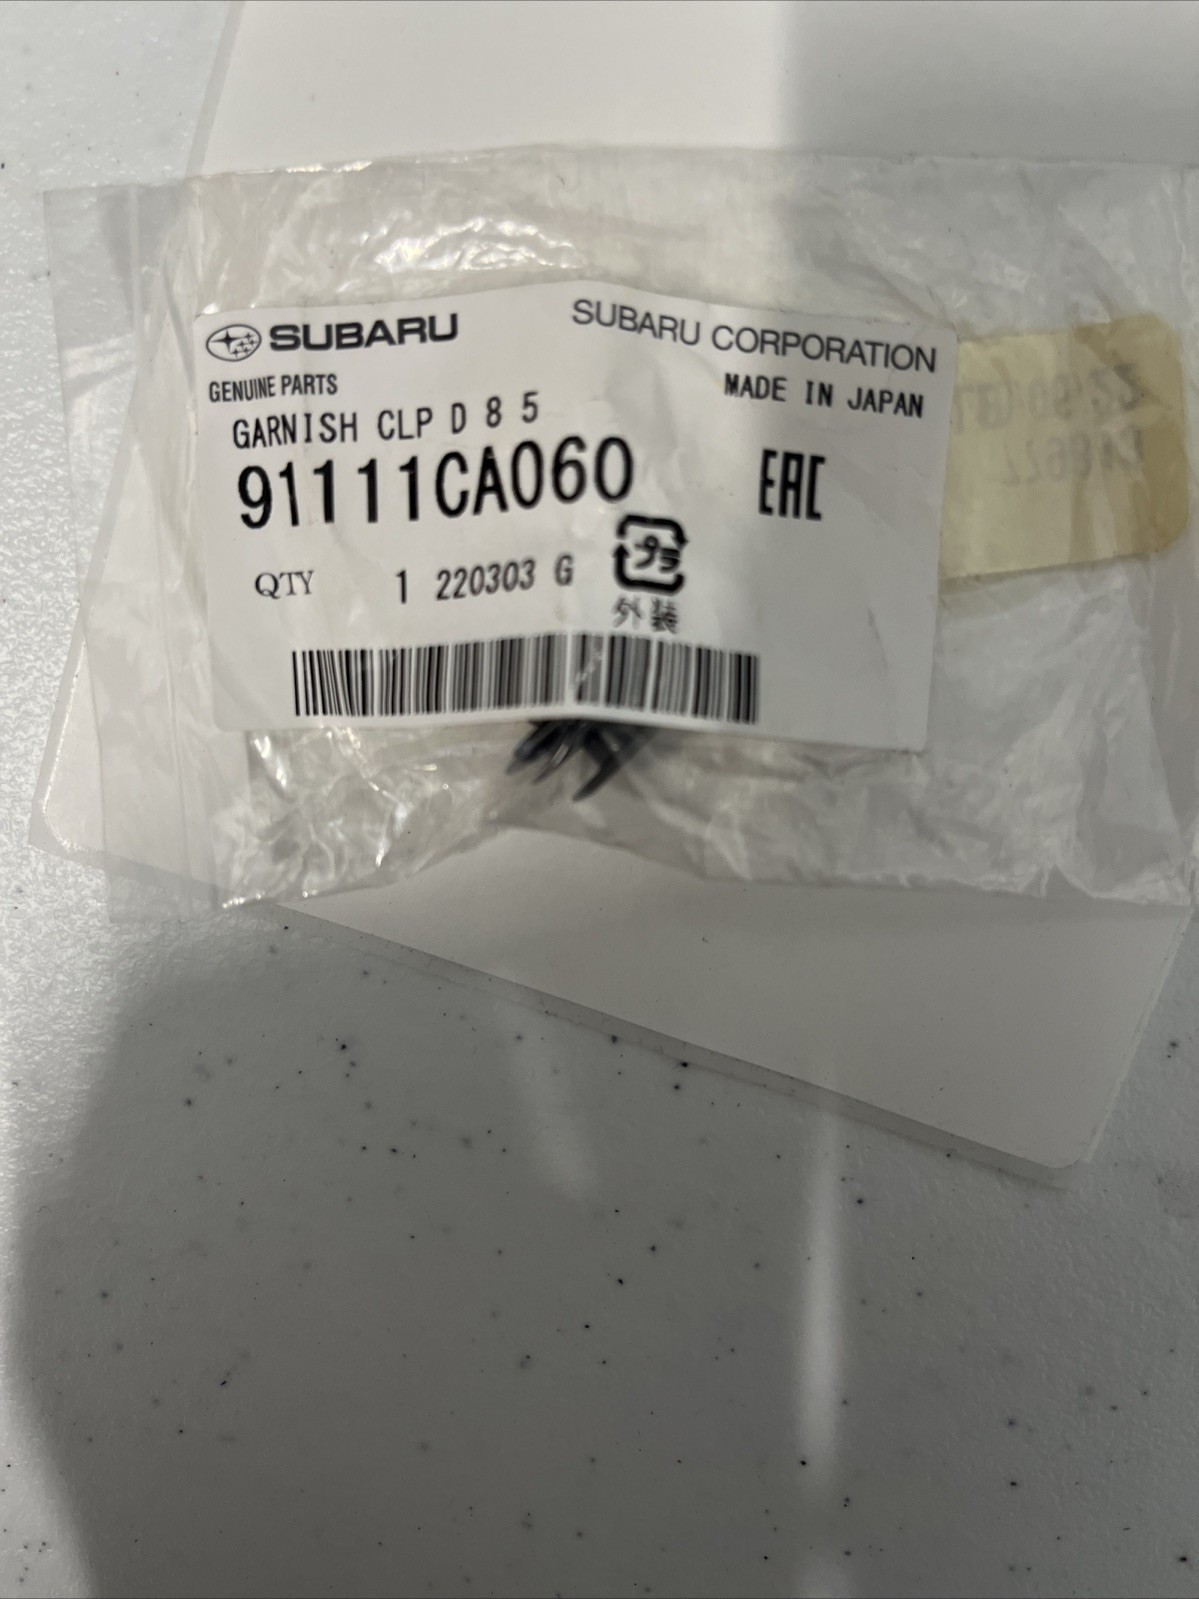 SUBARU
SUBARU CORPORATION
GENUINE PARTS
MADE IN JAPAN
GARNISH CLP D 8 5
91111CA060
EAC
QTY 1 220303 G
プラ
外装